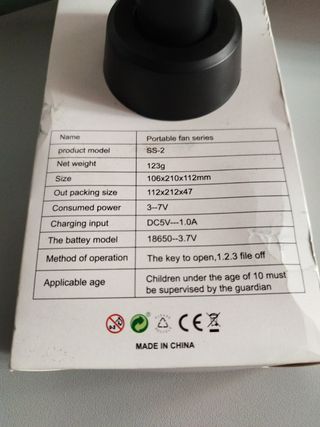 Name Portable fan series
product model SS-2
Net weight 123g
Size 106x210x112mm
Out packing size 112x212x47
Consumed power 3--7V
Charging input DC5V---1.0A
The battey model 18650--3.7V
Method of operation The key to open,1.2.3 file off
Applicable age Children under the age of 10 must
be supervised by the guardian
CE
MADE IN CHINA